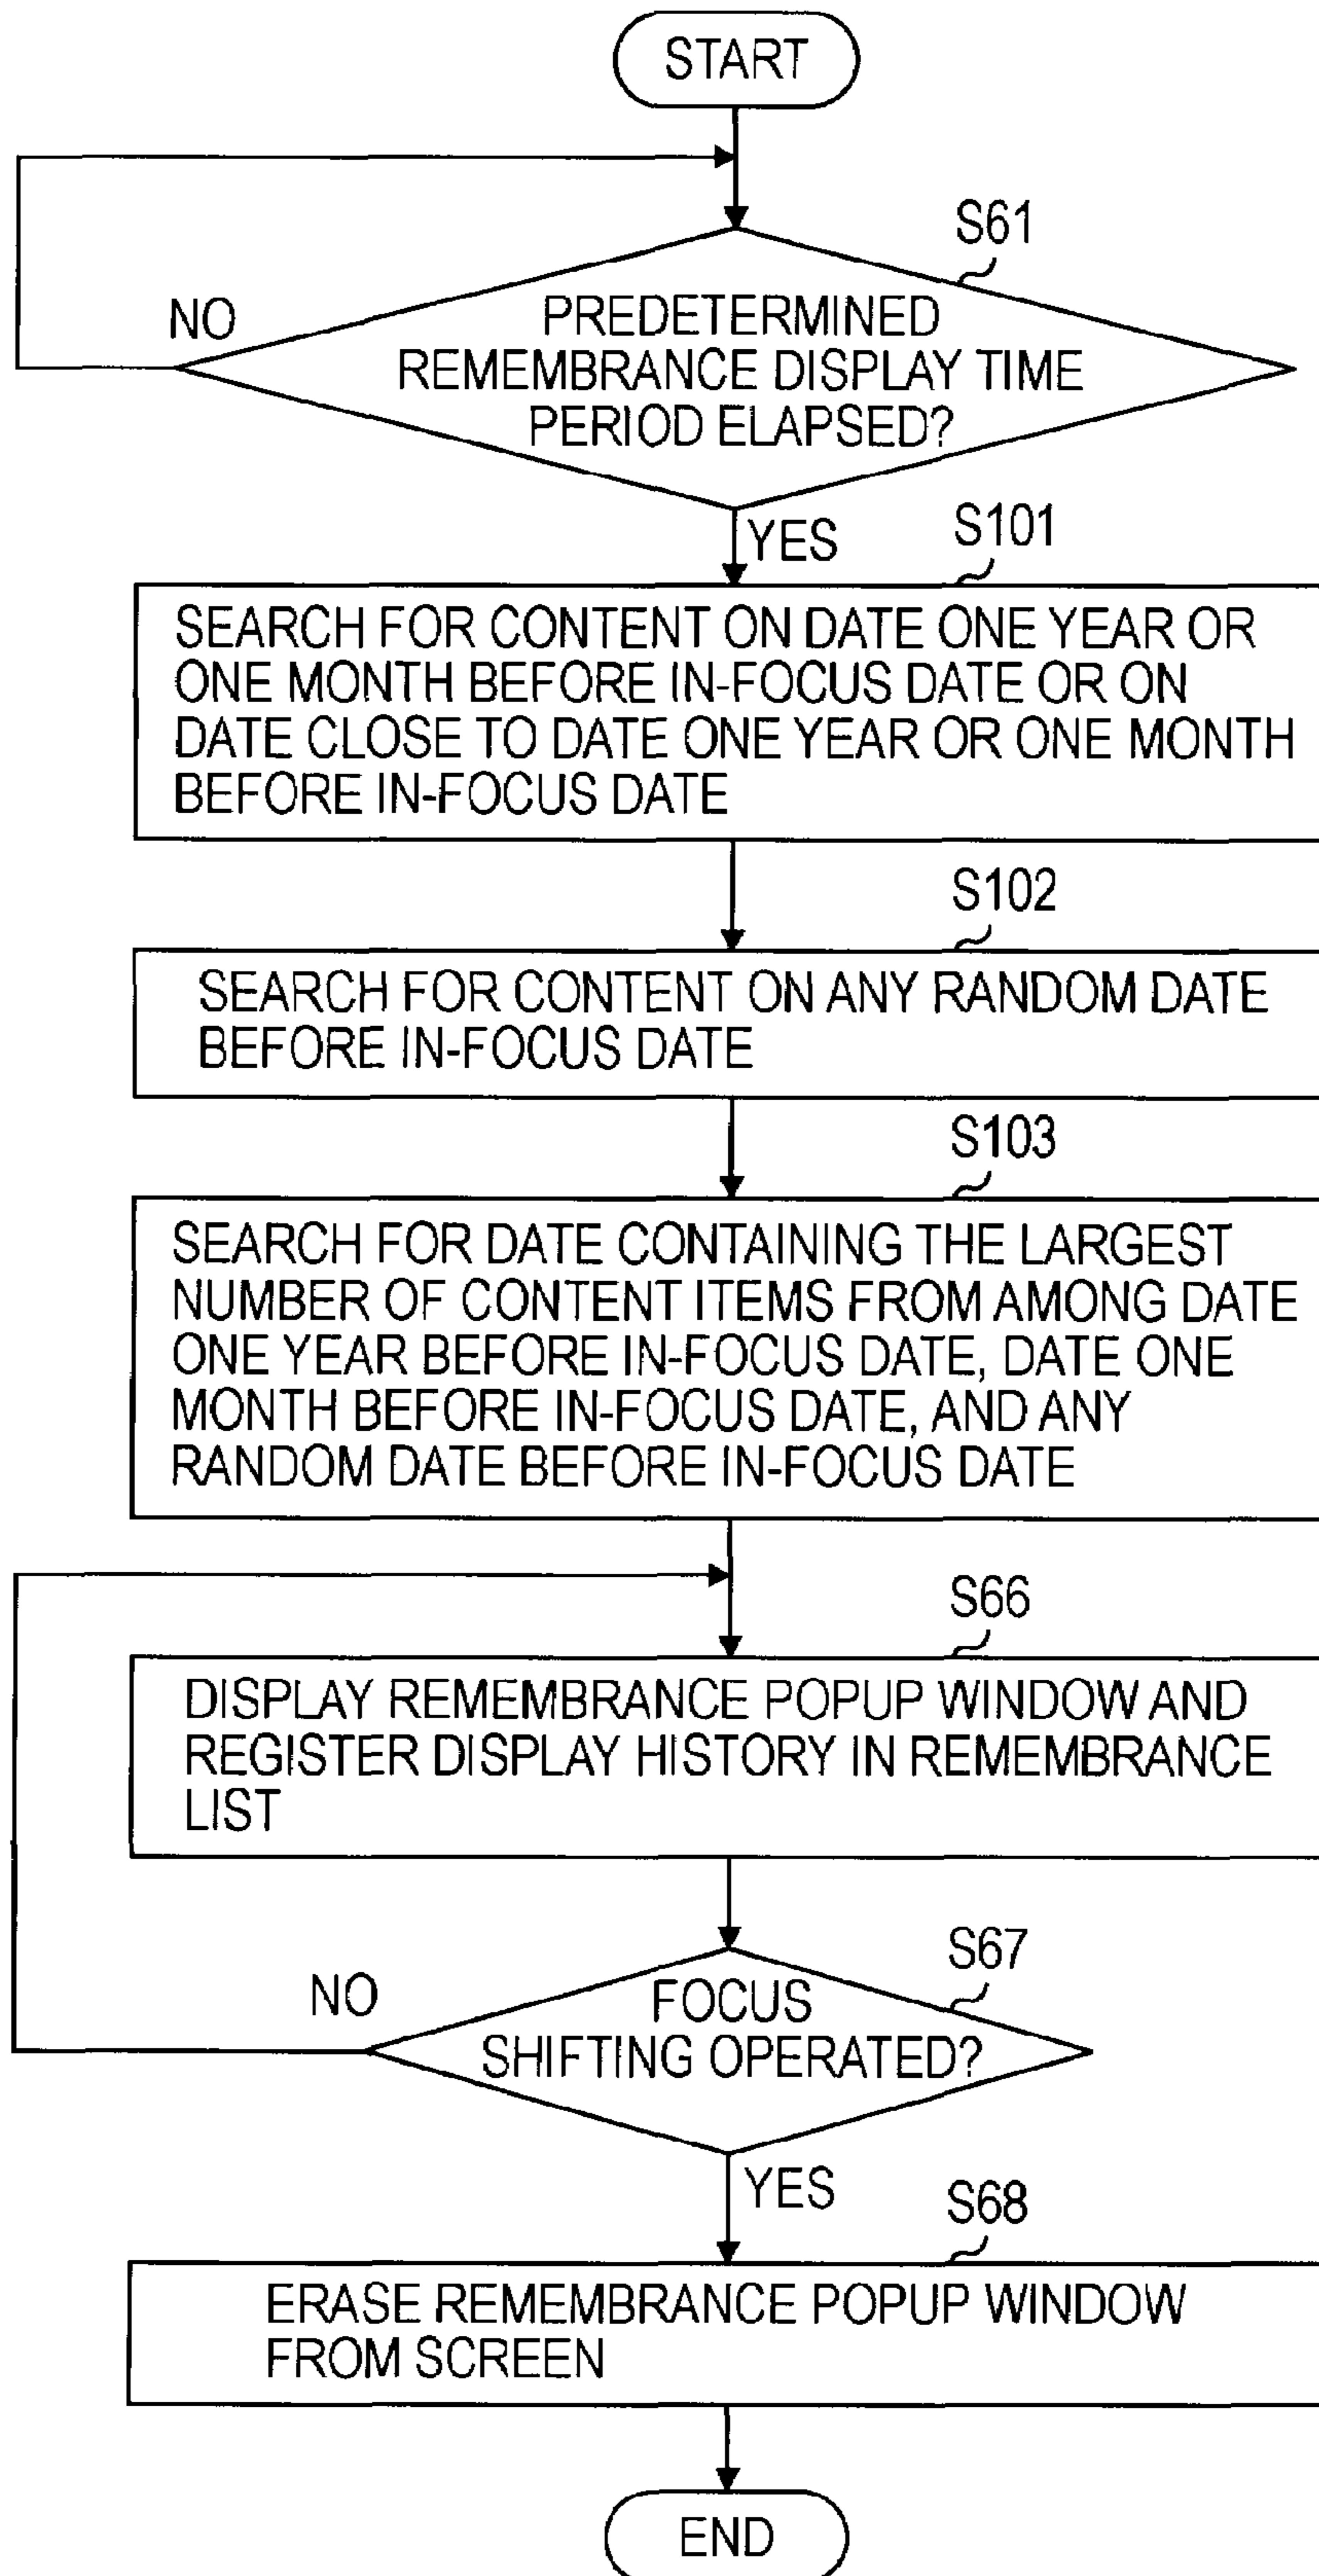 START
S61
NO
PREDETERMINED
REMEMBRANCE DISPLAY TIME
PERIOD ELAPSED?
YES
S101
SEARCH FOR CONTENT ON DATE ONE YEAR OR
ONE MONTH BEFORE IN-FOCUS DATE OR ON
DATE CLOSE TO DATE ONE YEAR OR ONE MONTH
BEFORE IN-FOCUS DATE
S102
SEARCH FOR CONTENT ON ANY RANDOM DATE
BEFORE IN-FOCUS DATE
S103
SEARCH FOR DATE CONTAINING THE LARGEST
NUMBER OF CONTENT ITEMS FROM AMONG DATE
ONE YEAR BEFORE IN-FOCUS DATE, DATE ONE
MONTH BEFORE IN-FOCUS DATE, AND ANY
RANDOM DATE BEFORE IN-FOCUS DATE
S66
DISPLAY REMEMBRANCE POPUP WINDOW AND
REGISTER DISPLAY HISTORY IN REMEMBRANCE
LIST
S67
NO
FOCUS
SHIFTING OPERATED?
YES
S68
ERASE REMEMBRANCE POPUP WINDOW
FROM SCREEN
END